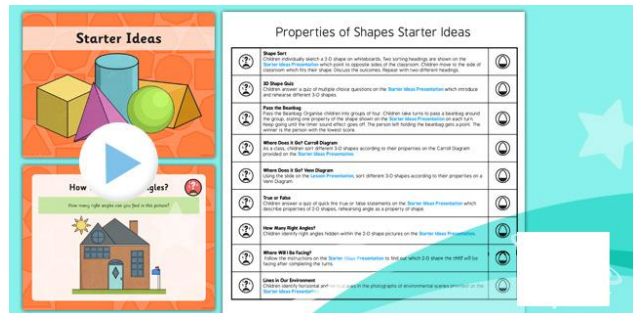 Starter Ideas
How
gles?
How many right angles can you find in this picture?
Properties of Shapes Starter Ideas
Shape Sort
Children individually sketch a 2-D shape on whiteboards. Two sorting headings are shown on the
Starter Ideas Presentation which point to opposite sides of the classroom. Children move to the side of
classroom which fits their shape. Discuss the outcomes. Repeat with two different headings.
3D Shape Quiz
Children answer a quiz of multiple choice questions on the Starter Ideas Presentation which introduce
and rehearse different 3-D shapes.
Pass the Beanbag
Pass the Beanbag Organise children into groups of four. Children take turns to pass a beanbag around
the group, stating one property of the shape shown on the Starter Ideas Presentation on each turn.
Keep going until the timer sound effect goes off. The person left holding the beanbag gets a point. The
winner is the person with the lowest score.
Where Does it Go? Carroll Diagram
As a class, children sort different 3-D shapes according to their properties on the Carroll Diagram
provided on the Starter Ideas Presentation.
Where Does it Go? Venn Diagram
Using the slide on the Lesson Presentation, sort different 3-D shapes according to their properties on a
Venn Diagram.
True or False
Children answer a quiz of quick fire true or false statements on the Starter Ideas Presentation which
describe properties of 2-D shapes, rehearsing angle as a property of shape.
How Many Right Angles?
Children identify right angles hidden within the 2-D shape pictures on the Starter Ideas Presentation.
Where Will I Be Facing?
Follow the instructions on the Starter Ideas Presentation to find out which 2-D shape the child will be
facing after completing the turns.
Lines in Our Environment
Children identify horizontal and
in the photographs of environmental scenes provided on the
Starter Ideas